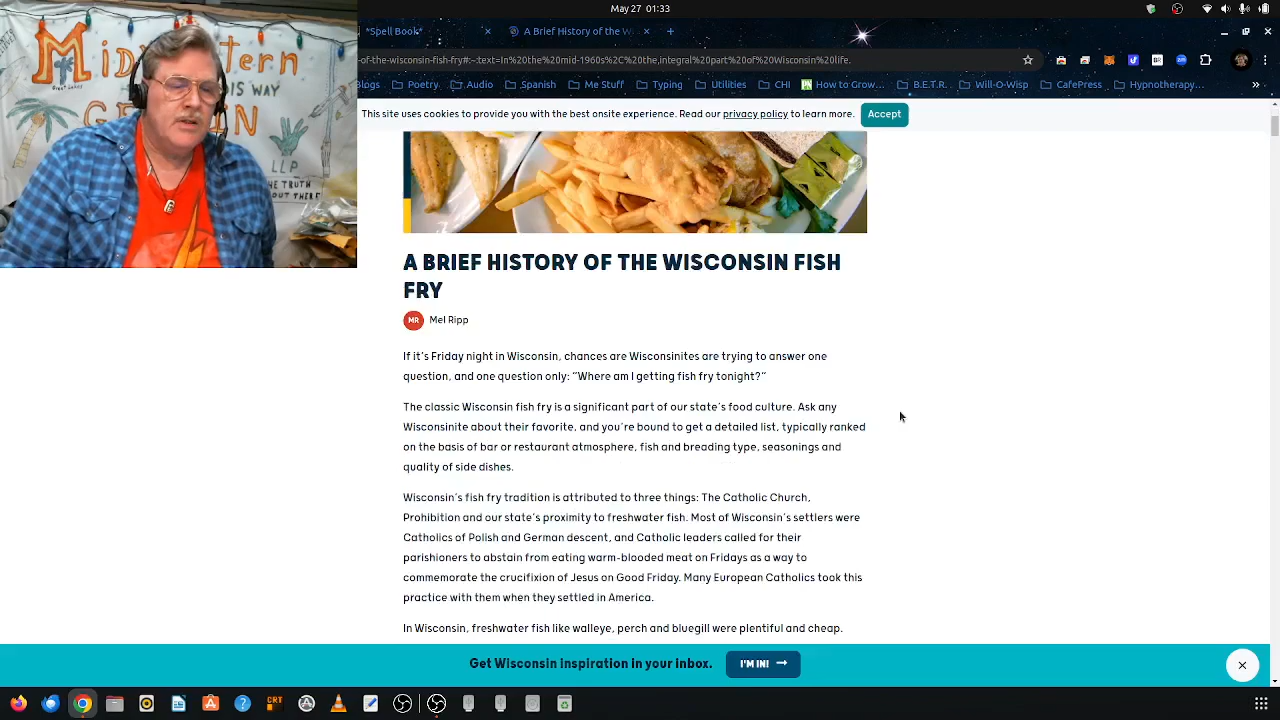 May 27 01:33
*Spell Book*
A Brief History of the Wi
-of-the-wisconsin-fish-fry#:~:text=In%20the%20mid-1960s%2C%20the,integral%20part%20of%20Wisconsin%20life.
Blogs
Poetry
Audio
Spanish
Me Stuff
Typing
Utilities
CHI
How to Grow...
B.E.T.R.
Will-O-Wisp
CafePress
Hypnotherapy...
This site uses cookies to provide you with the best onsite experience. Read our privacy policy to learn more.
Accept
Great Lakes
LLP
A BRIEF HISTORY OF THE WISCONSIN FISH
FRY
MR
Mel Ripp
If it's Friday night in Wisconsin, chances are Wisconsinites are trying to answer one
question, and one question only: “Where am I getting fish fry tonight?”
The classic Wisconsin fish fry is a significant part of our state's food culture. Ask any
Wisconsinite about their favorite, and you're bound to get a detailed list, typically ranked
on the basis of bar or restaurant atmosphere, fish and breading type, seasonings and
quality of side dishes.
Wisconsin's fish fry tradition is attributed to three things: The Catholic Church,
Prohibition and our state's proximity to freshwater fish. Most of Wisconsin's settlers were
Catholics of Polish and German descent, and Catholic leaders called for their
parishioners to abstain from eating warm-blooded meat on Fridays as a way to
commemorate the crucifixion of Jesus on Good Friday. Many European Catholics took this
practice with them when they settled in America.
In Wisconsin, freshwater fish like walleye, perch and bluegill were plentiful and cheap.
Get Wisconsin inspiration in your inbox.
I'M IN!
CRT